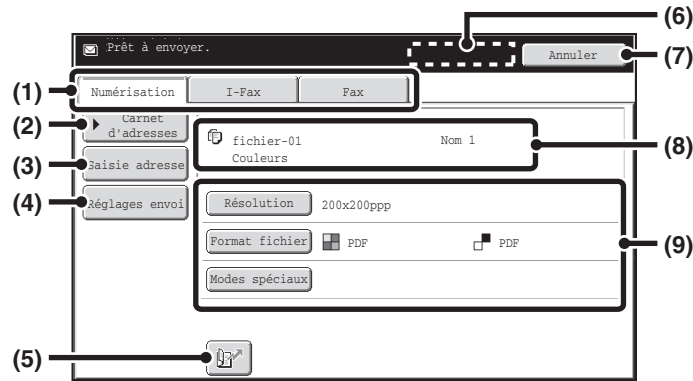 (6)
Prêt à envoyer.
Annuler
(7)
(1)
Numérisation
I-Fax
Fax
(2)
Carnet
d'adresses
fichier-01
Nom 1
Couleurs
(8)
(3)
Saisie adresse
(4)
Réglages envoi
Résolution
200x200ppp
Format fichier
PDF
PDF
(9)
Modes spéciaux
(5)